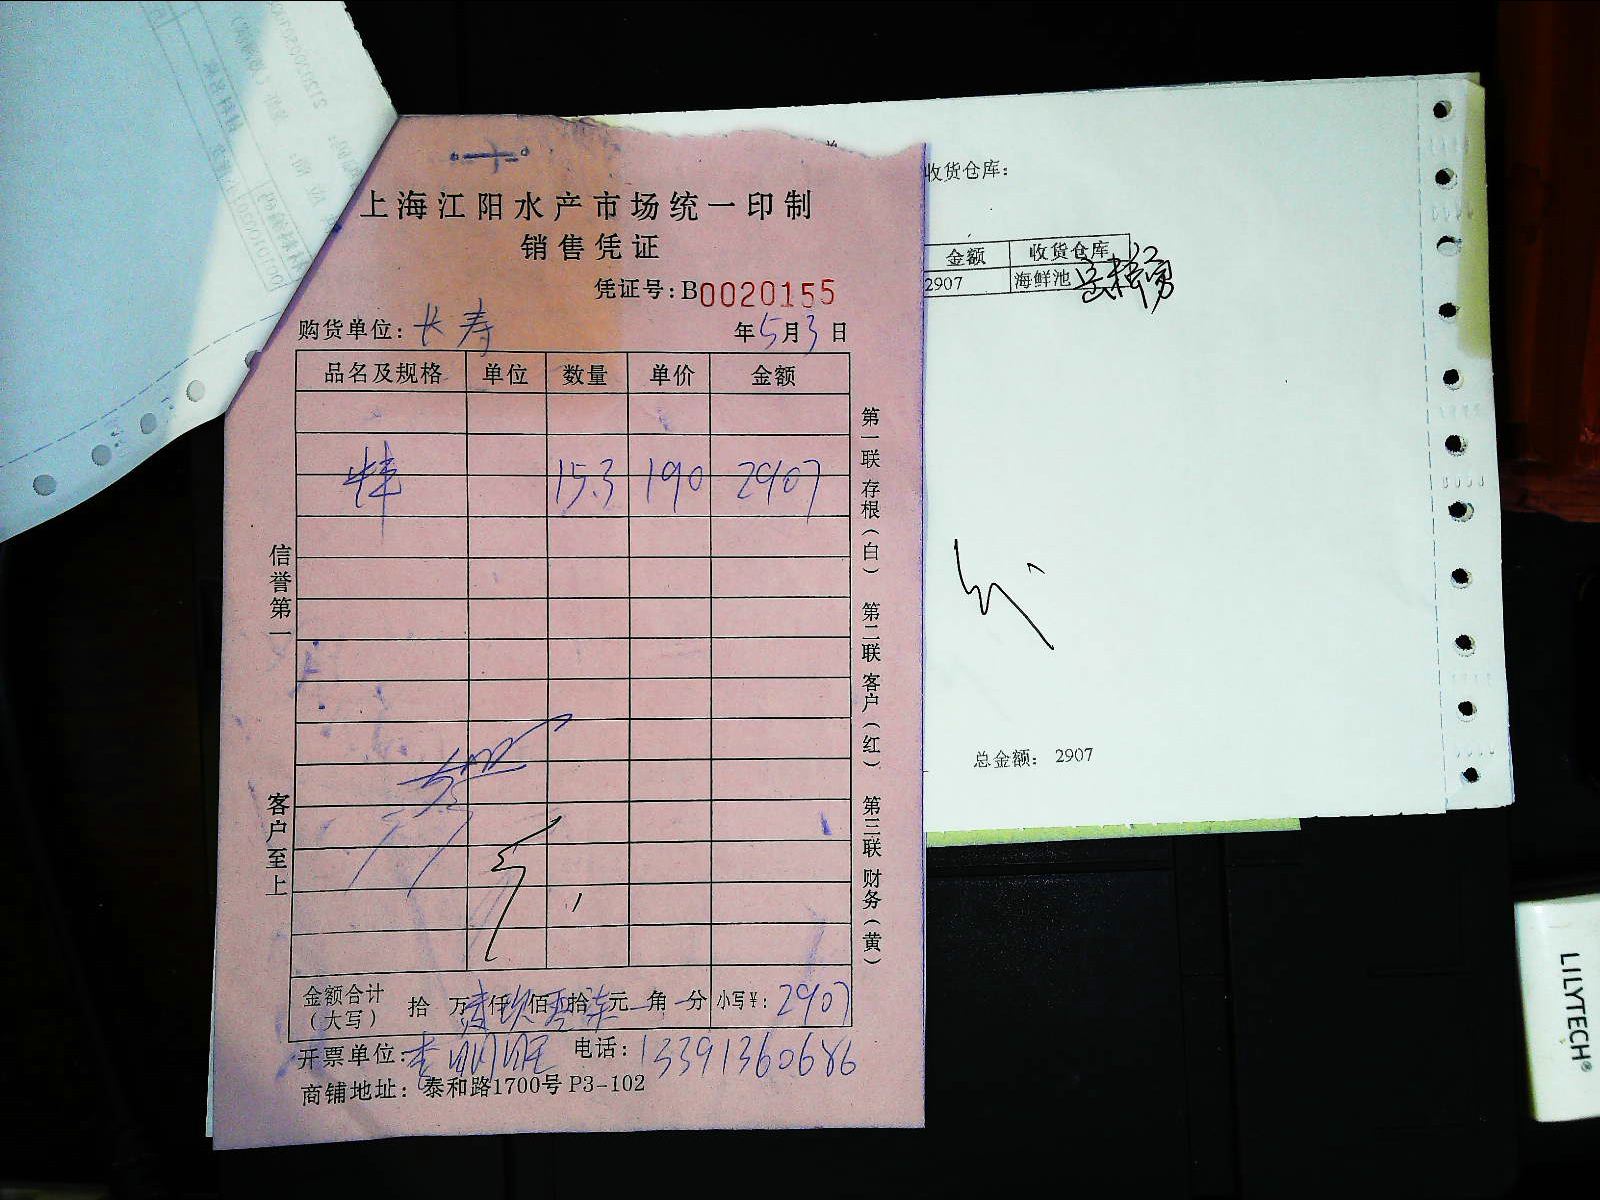 上海江阳水产市场统一印制
销售凭证
凭证号：B0020155
购货单位：长寿 年5月3日
品名及规格 单位 数量 单价 金额
15.3 190 2907
金额合计（大写） 拾 万 仟玖佰零拾 元 角 分 小写¥：2907
开票单位：李 旺 电话：13391360686
商铺地址：泰和路1700号 P3-102
信誉第一
客户至上
第一联 存根（白） 第二联 客户（红） 第三联 财务（黄）
收货仓库：
金额 收货仓库
2907 海鲜池
总金额： 2907
LILYTECH®